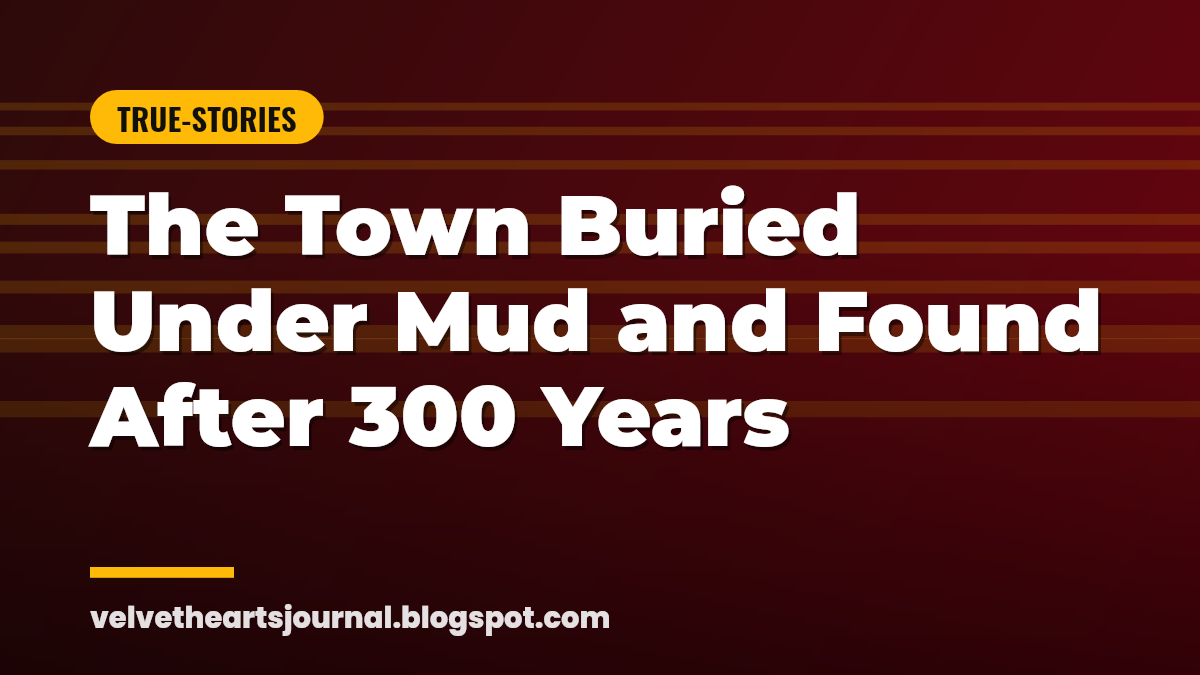 TRUE-STORIES
The Town Buried
Under Mud and Found
After 300 Years
velvetheartsjournal.blogspot.com